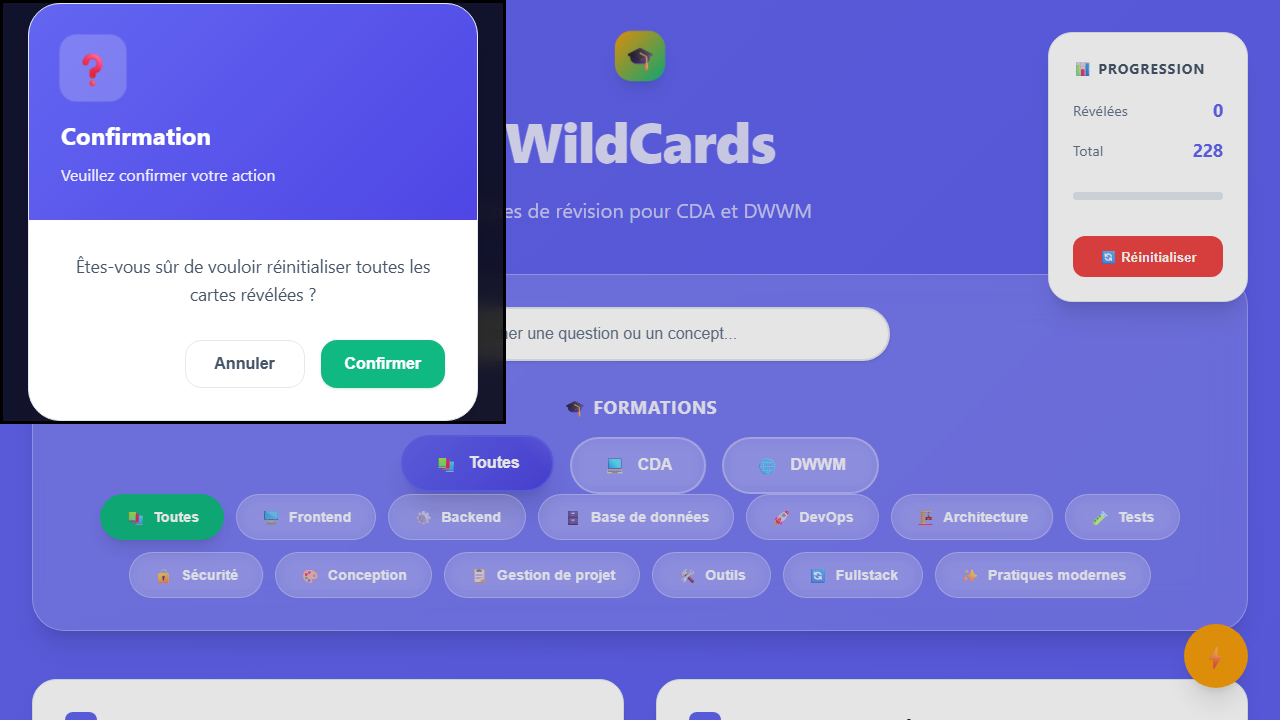 Confirmation
Veuillez confirmer votre action
Êtes-vous sûr de vouloir réinitialiser toutes les
cartes révélées ?
Annuler
Confirmer
WildCards
de révision pour CDA et DWWM
PROGRESSION
Révélées 0
Total 228
Réinitialiser
une question ou un concept...
FORMATIONS
Toutes
CDA
DWWM
Toutes
Frontend
Backend
Base de données
DevOps
Architecture
Tests
Sécurité
Conception
Gestion de projet
Outils
Fullstack
Pratiques modernes